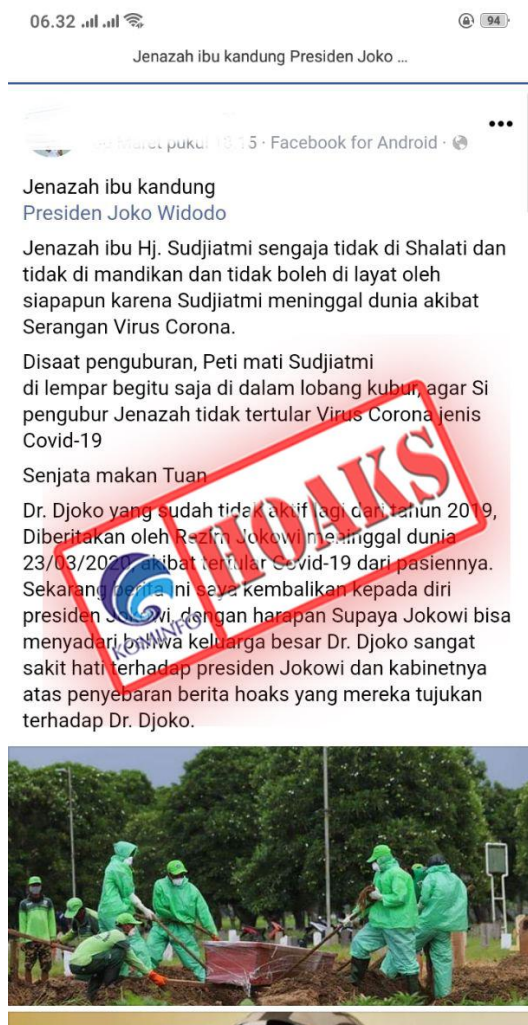 06.32
94
Jenazah ibu kandung Presiden Joko ...
Maret pukul 15 · Facebook for Android ·
Jenazah ibu kandung
Presiden Joko Widodo
Jenazah ibu Hj. Sudjiatmi sengaja tidak di Shalati dan
tidak di mandikan dan tidak boleh di layat oleh
siapapun karena Sudjiatmi meninggal dunia akibat
Serangan Virus Corona.
Disaat penguburan, Peti mati Sudjiatmi
di lempar begitu saja di dalam lobang kubur, agar Si
pengubur Jenazah tidak tertular Virus Corona jenis
Covid-19
Senjata makan Tuan
Dr. Djoko yang sudah tidak aktif lagi dari tahun 2019,
Diberitakan oleh Rezim Jokowi meninggal dunia
23/03/2020, akibat tertular Covid-19 dari pasiennya.
Sekarang berita ini saya kembalikan kepada diri
presiden Jokowi, dengan harapan Supaya Jokowi bisa
menyadari bahwa keluarga besar Dr. Djoko sangat
sakit hati terhadap presiden Jokowi dan kabinetnya
atas penyebaran berita hoaks yang mereka tujukan
terhadap Dr. Djoko.
HOAKS
KOMINFO